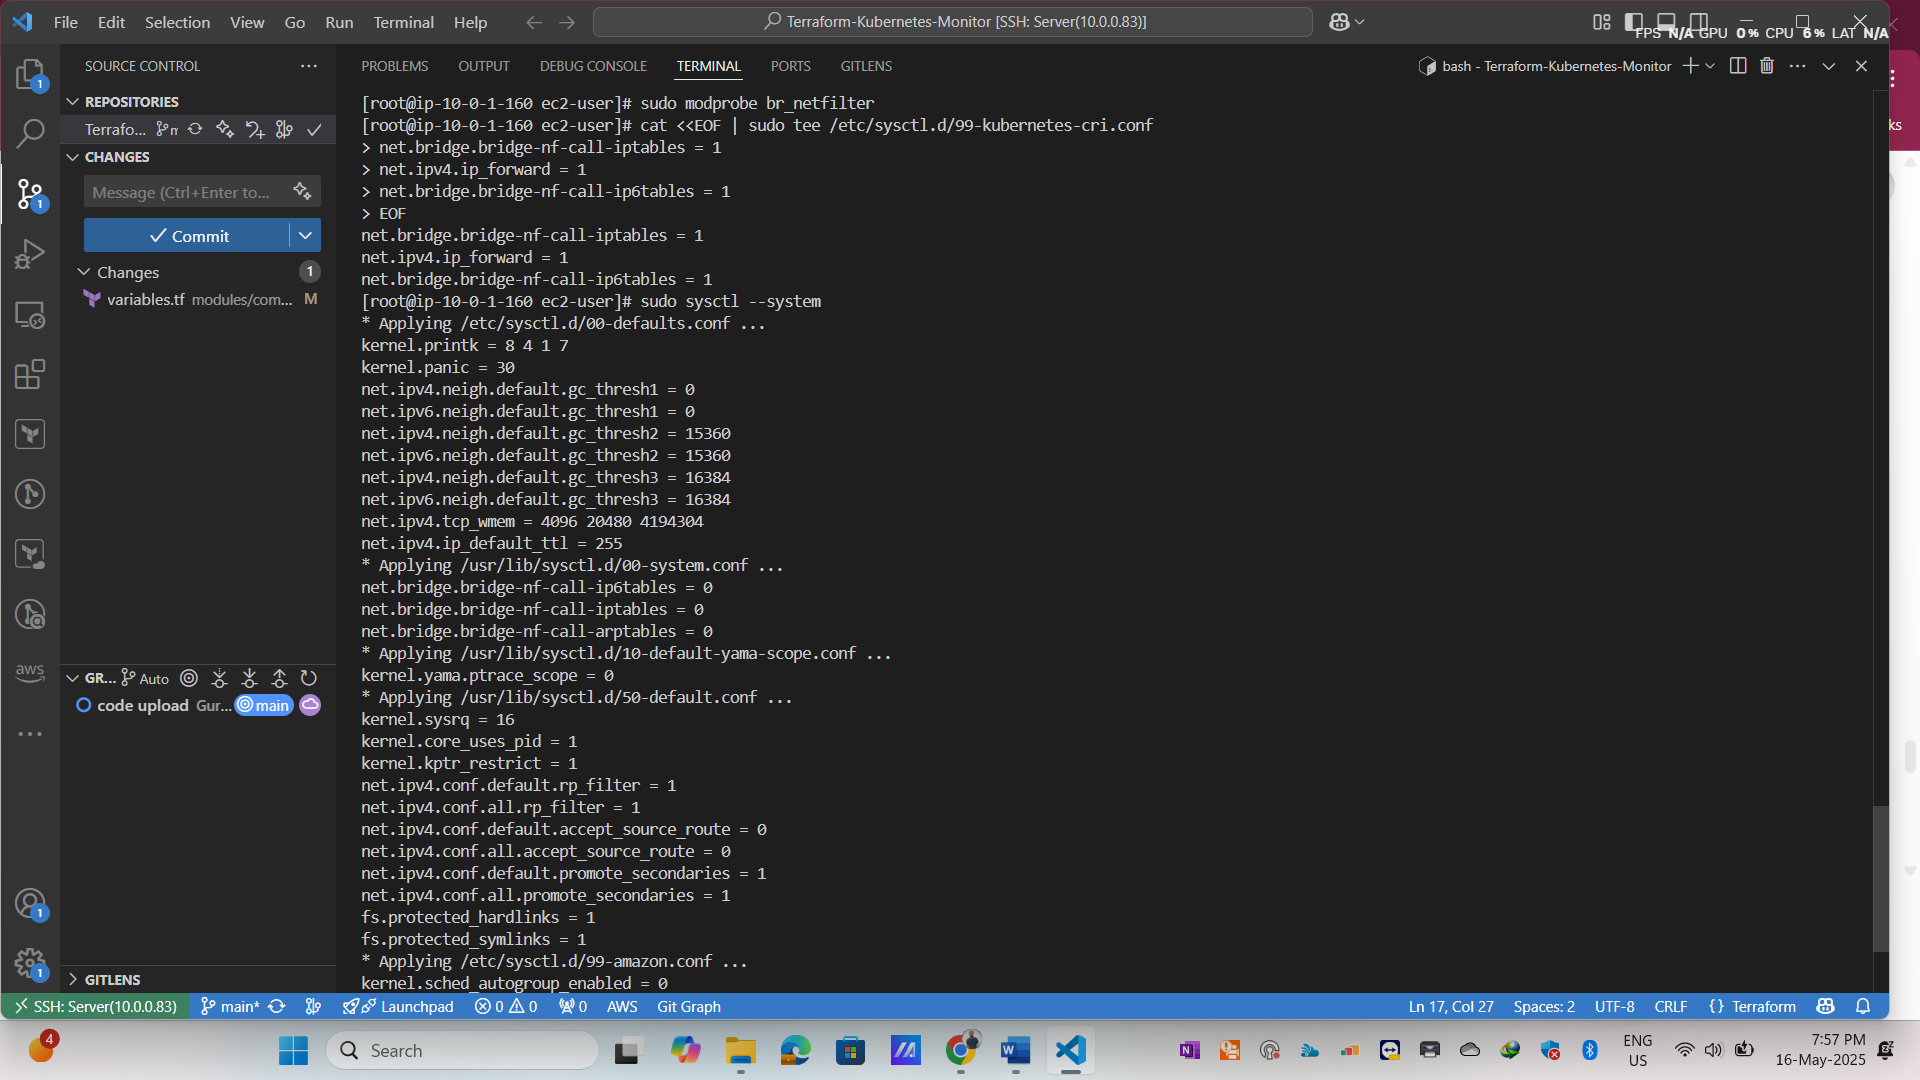 File Edit Selection View Go Run Terminal Help
Terraform-Kubernetes-Monitor [SSH: Server(10.0.0.83)]
FPS N/A GPU 0% CPU 6% LAT N/A
SOURCE CONTROL
REPOSITORIES
Terrafo...
CHANGES
Message (Ctrl+Enter to...
Commit
Changes 1
variables.tf modules/com... M
GR... Auto
code upload Gur... main
GITLENS
1
1
aws
1
1
PROBLEMS OUTPUT DEBUG CONSOLE TERMINAL PORTS GITLENS
bash - Terraform-Kubernetes-Monitor
ks
[root@ip-10-0-1-160 ec2-user]# sudo modprobe br_netfilter
[root@ip-10-0-1-160 ec2-user]# cat <<EOF | sudo tee /etc/sysctl.d/99-kubernetes-cri.conf
> net.bridge.bridge-nf-call-iptables = 1
> net.ipv4.ip_forward = 1
> net.bridge.bridge-nf-call-ip6tables = 1
> EOF
net.bridge.bridge-nf-call-iptables = 1
net.ipv4.ip_forward = 1
net.bridge.bridge-nf-call-ip6tables = 1
[root@ip-10-0-1-160 ec2-user]# sudo sysctl --system
* Applying /etc/sysctl.d/00-defaults.conf ...
kernel.printk = 8 4 1 7
kernel.panic = 30
net.ipv4.neigh.default.gc_thresh1 = 0
net.ipv6.neigh.default.gc_thresh1 = 0
net.ipv4.neigh.default.gc_thresh2 = 15360
net.ipv6.neigh.default.gc_thresh2 = 15360
net.ipv4.neigh.default.gc_thresh3 = 16384
net.ipv6.neigh.default.gc_thresh3 = 16384
net.ipv4.tcp_wmem = 4096 20480 4194304
net.ipv4.ip_default_ttl = 255
* Applying /usr/lib/sysctl.d/00-system.conf ...
net.bridge.bridge-nf-call-ip6tables = 0
net.bridge.bridge-nf-call-iptables = 0
net.bridge.bridge-nf-call-arptables = 0
* Applying /usr/lib/sysctl.d/10-default-yama-scope.conf ...
kernel.yama.ptrace_scope = 0
* Applying /usr/lib/sysctl.d/50-default.conf ...
kernel.sysrq = 16
kernel.core_uses_pid = 1
kernel.kptr_restrict = 1
net.ipv4.conf.default.rp_filter = 1
net.ipv4.conf.all.rp_filter = 1
net.ipv4.conf.default.accept_source_route = 0
net.ipv4.conf.all.accept_source_route = 0
net.ipv4.conf.default.promote_secondaries = 1
net.ipv4.conf.all.promote_secondaries = 1
fs.protected_hardlinks = 1
fs.protected_symlinks = 1
* Applying /etc/sysctl.d/99-amazon.conf ...
kernel.sched_autogroup_enabled = 0
SSH: Server(10.0.0.83) main* Launchpad 0 0 0 AWS Git Graph
Ln 17, Col 27 Spaces: 2 UTF-8 CRLF {} Terraform
4
Search
ENG
US
7:57 PM
16-May-2025